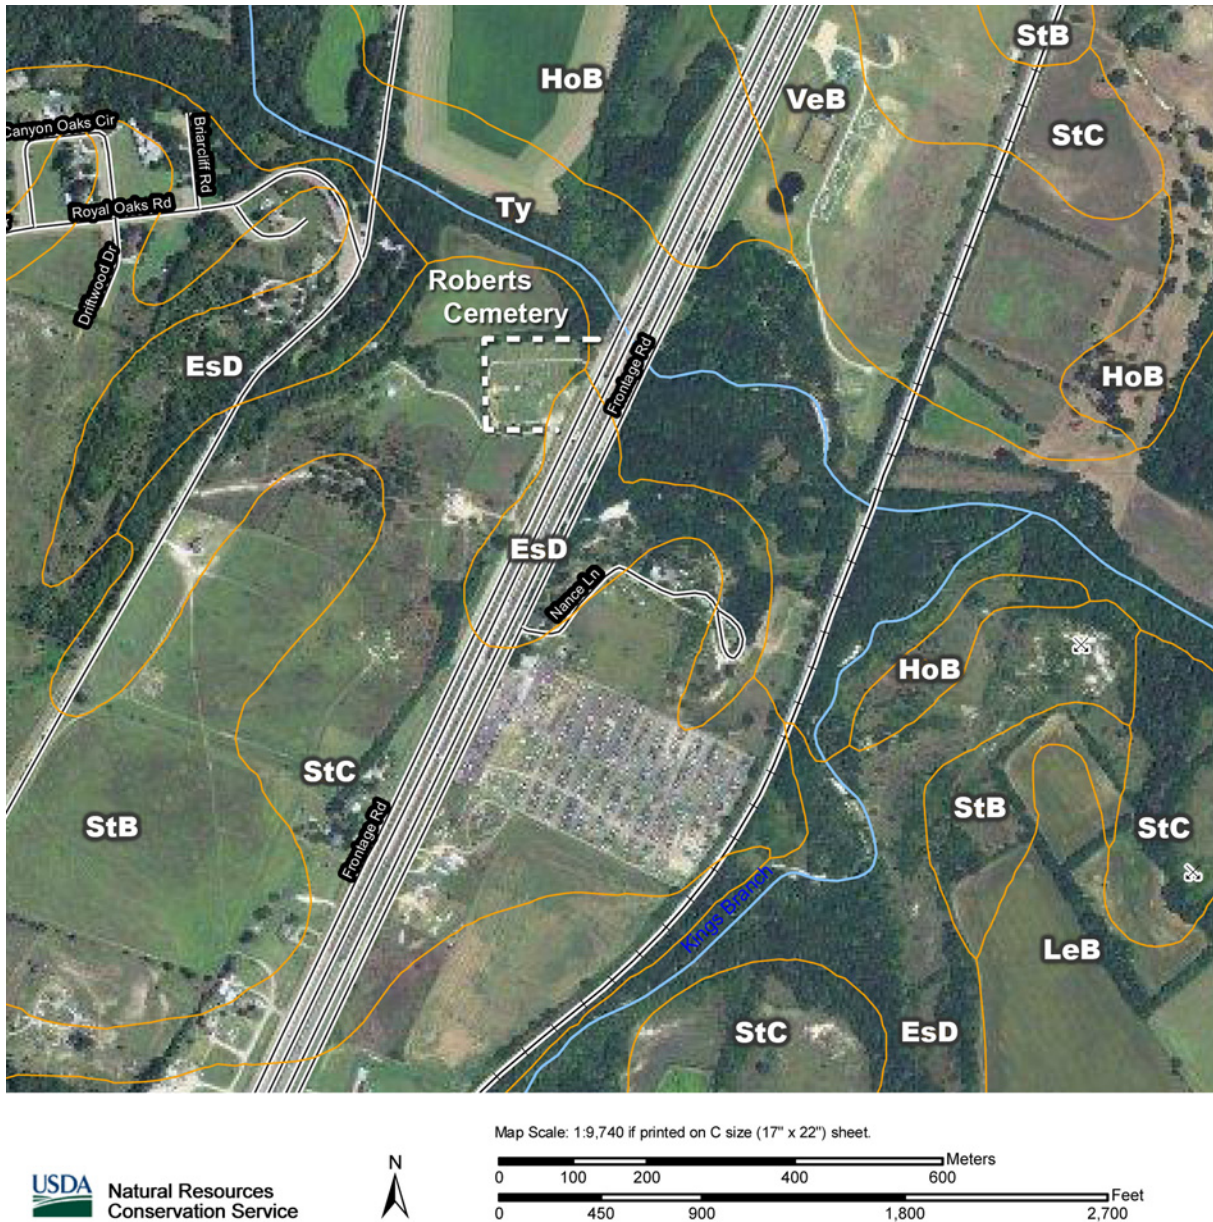 StB
HoB
VeB
StC
Canyon Oaks Cir
Briarcliff Rd
Royal Oaks Rd
Ty
Driftwood Dr
Roberts
Cemetery
EsD
Frontage Rd
HoB
EsD
Nance Ln
HoB
StC
StB
StB
StC
Frontage Rd
Kings Branch
LeB
StC
EsD
Map Scale: 1:9,740 if printed on C size (17" x 22") sheet.
N
Meters
0 100 200 400 600
Feet
0 450 900 1,800 2,700
USDA
Natural Resources
Conservation Service